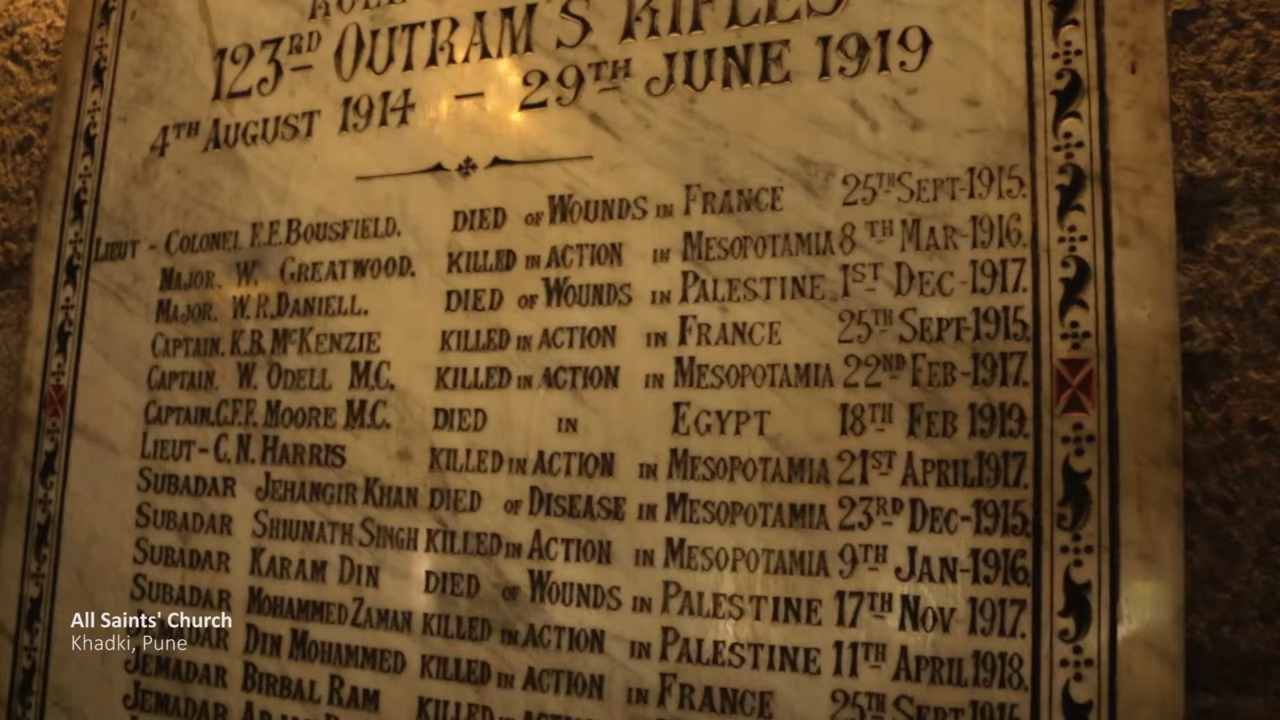 123RD OUTRAM'S RIFLES
4TH AUGUST 1914 - 29TH JUNE 1919
LIEUT - COLONEL F.E. BOUSFIELD. DIED OF WOUNDS IN FRANCE 25TH SEPT-1915.
MAJOR. W. GREATWOOD. KILLED IN ACTION IN MESOPOTAMIA 8TH MAR-1916.
MAJOR. W.R. DANIELL. DIED OF WOUNDS IN PALESTINE 1ST DEC-1917.
CAPTAIN. K.B. MCKENZIE KILLED IN ACTION IN FRANCE 25TH SEPT-1915.
CAPTAIN. W. ODELL M.C. KILLED IN ACTION IN MESOPOTAMIA 22ND FEB-1917.
CAPTAIN. C.F.F. MOORE M.C. DIED IN EGYPT 18TH FEB 1919.
LIEUT- C.N. HARRIS KILLED IN ACTION IN MESOPOTAMIA 21ST APRIL 1917.
SUBADAR JEHANGIR KHAN DIED OF DISEASE IN MESOPOTAMIA 23RD DEC-1915.
SUBADAR SHIUNATH SINGH KILLED IN ACTION IN MESOPOTAMIA 9TH JAN-1916.
SUBADAR KARAM DIN DIED OF WOUNDS IN PALESTINE 17TH NOV-1917.
SUBADAR MOHAMMED ZAMAN KILLED IN ACTION IN PALESTINE 11TH APRIL 1918.
DIN MOHAMMED KILLED IN ACTION IN FRANCE 25TH SEPT-1915.
JEMADAR BIRBAL RAM KILLED
JEMADAR
All Saints' Church
Khadki, Pune